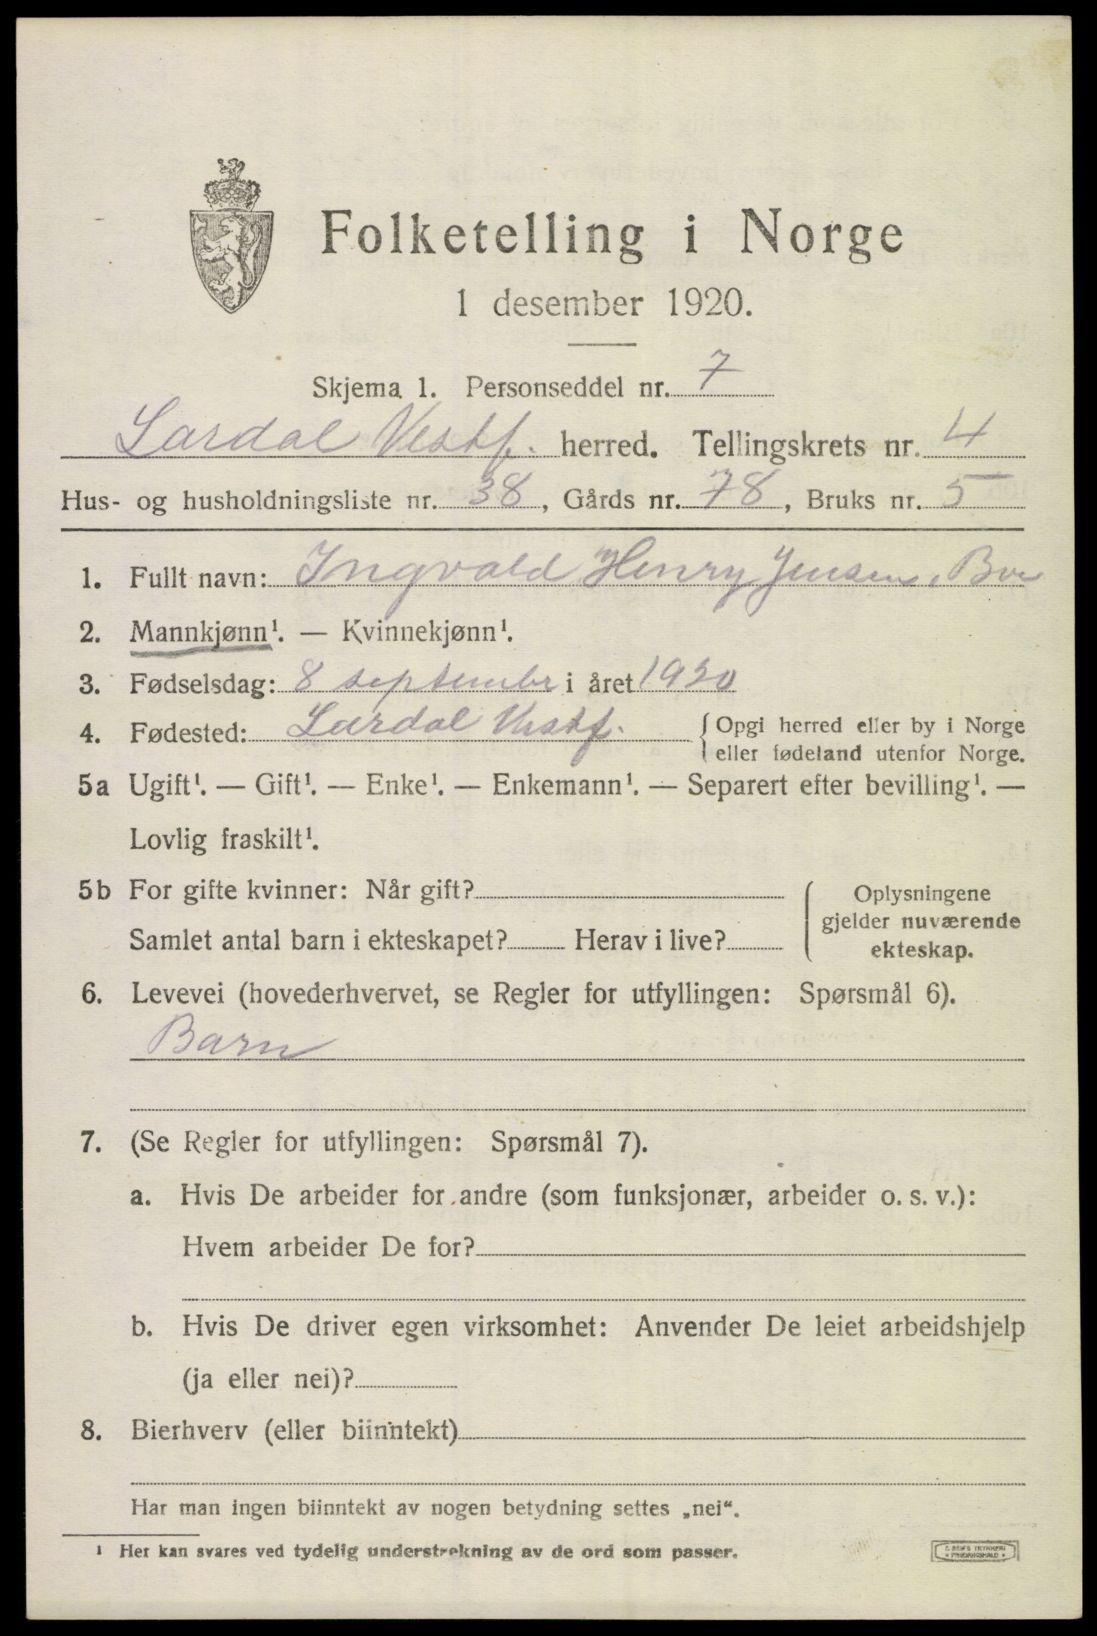 Folketelling i Norge
1 desember 1920.
Skjema 1. Personseddel nr. 7
Lardal Vestf. herred. Tellingskrets nr. 4
Hus- og husholdningsliste nr. 38, Gårds nr. 78, Bruks nr. 5
1. Fullt navn: Ingvald Henry Jensen, Boe
2. Mannkjønn¹. — Kvinnekjønn¹.
3. Fødselsdag: 8 septembr i året 1920
4. Fødested: Lardal Vestf. {Opgi herred eller by i Norge
eller fødeland utenfor Norge.
5a Ugift¹. — Gift¹. — Enke¹. — Enkemann¹. — Separert efter bevilling¹. —
Lovlig fraskilt¹.
5b For gifte kvinner: Når gift?
Samlet antal barn i ekteskapet? Herav i live?
{Oplysningene
gjelder nuværende
ekteskap.
6. Levevei (hovederhvervet, se Regler for utfyllingen: Spørsmål 6).
Barn
7. (Se Regler for utfyllingen: Spørsmål 7).
a. Hvis De arbeider for andre (som funksjonær, arbeider o. s. v.):
Hvem arbeider De for?
b. Hvis De driver egen virksomhet: Anvender De leiet arbeidshjelp
(ja eller nei)?
8. Bierhverv (eller biinntekt)
Har man ingen biinntekt av nogen betydning settes „nei“.
¹ Her kan svares ved tydelig understrekning av de ord som passer.